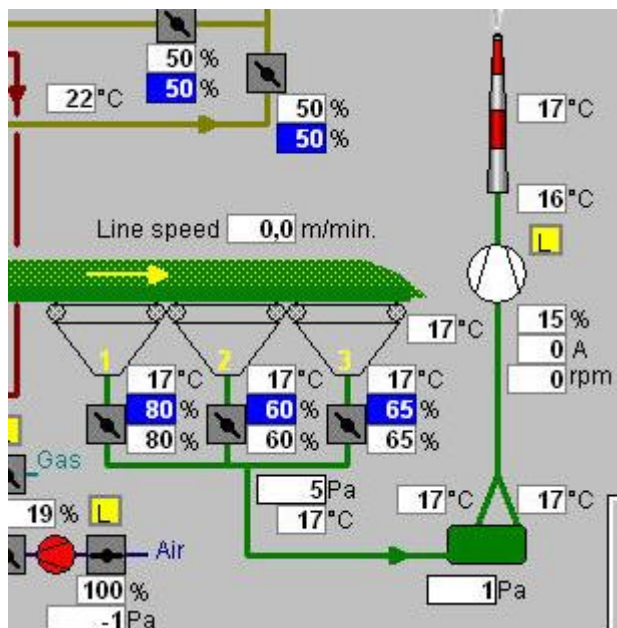 50 %
50 %
22 °C
50 %
50 %
17 °C
16 °C
L
Line speed 0,0 m/min.
17 °C
15 %
0 A
0 rpm
1 2 3
17 °C 17 °C 17 °C
80 % 60 % 65 %
80 % 60 % 65 %
Gas
5 Pa
17 °C
17 °C 17 °C
19 % L
Air
100 %
-1 Pa
1 Pa